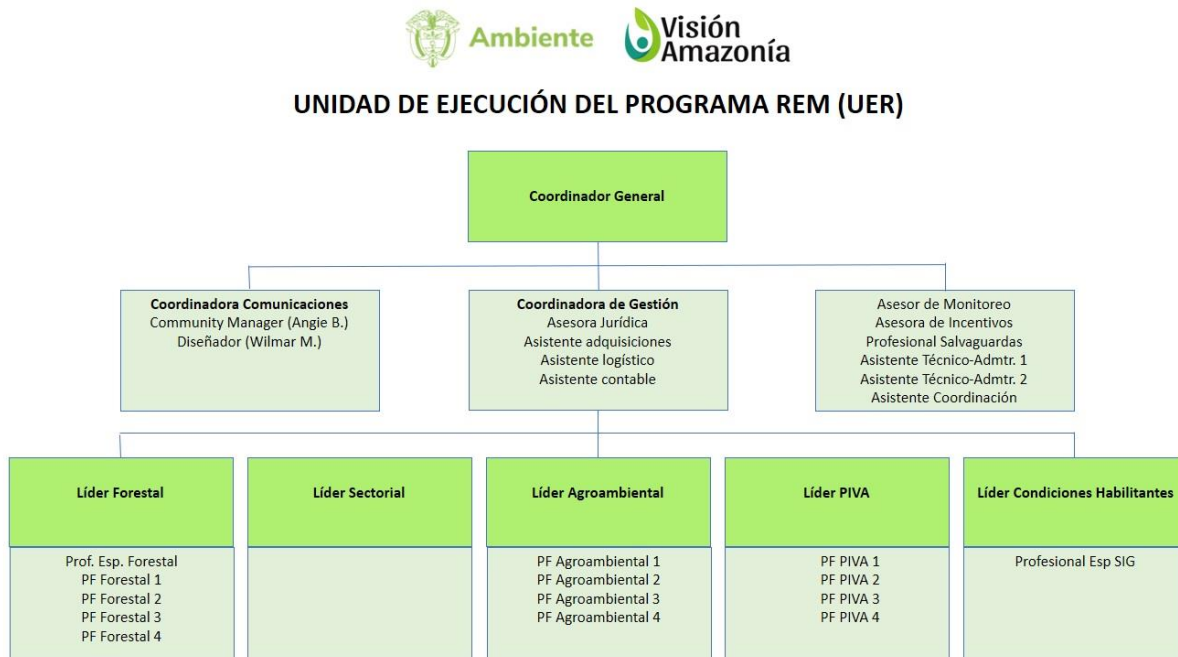 Ambiente
Visión
Amazonía
UNIDAD DE EJECUCIÓN DEL PROGRAMA REM (UER)
Coordinador General
Coordinadora Comunicaciones
Community Manager (Angie B.)
Diseñador (Wilmar M.)
Coordinadora de Gestión
Asesora Jurídica
Asistente adquisiciones
Asistente logístico
Asistente contable
Asesor de Monitoreo
Asesora de Incentivos
Profesional Salvaguardas
Asistente Técnico-Admtr. 1
Asistente Técnico-Admtr. 2
Asistente Coordinación
Líder Forestal
Prof. Esp. Forestal
PF Forestal 1
PF Forestal 2
PF Forestal 3
PF Forestal 4
Líder Sectorial
Líder Agroambiental
PF Agroambiental 1
PF Agroambiental 2
PF Agroambiental 3
PF Agroambiental 4
Líder PIVA
PF PIVA 1
PF PIVA 2
PF PIVA 3
PF PIVA 4
Líder Condiciones Habilitantes
Profesional Esp SIG